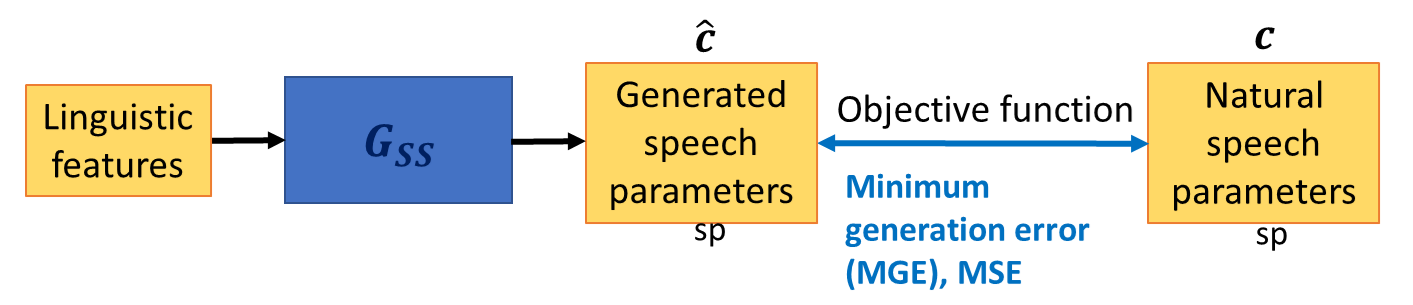 Linguistic
features
G_SS
ĉ
Generated
speech
parameters
sp
Objective function
Minimum
generation error
(MGE), MSE
c
Natural
speech
parameters
sp